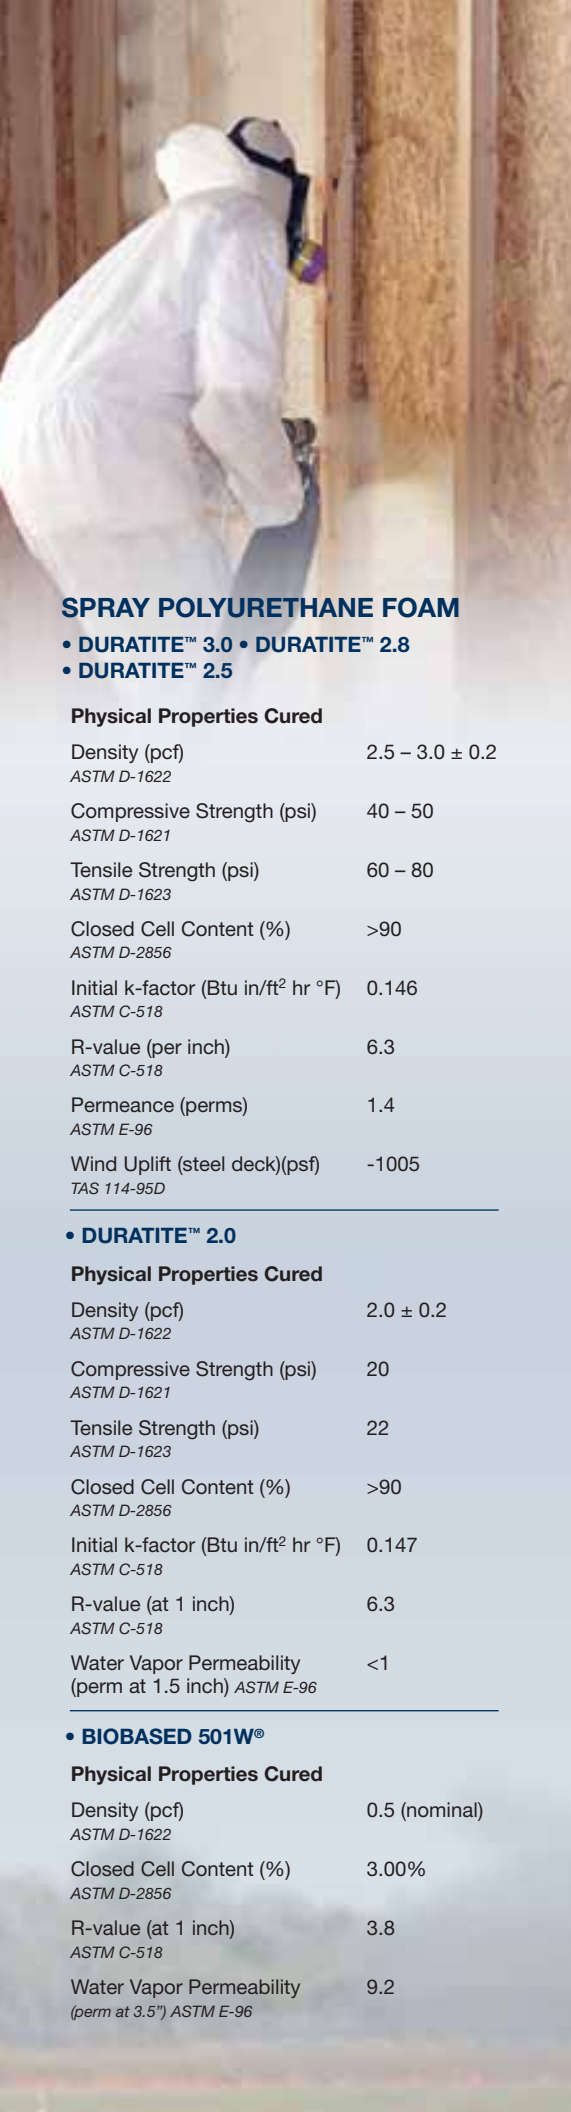 SPRAY POLYURETHANE FOAM
• DURATITE™ 3.0 • DURATITE™ 2.8
• DURATITE™ 2.5
Physical Properties Cured
Density (pcf) 2.5 – 3.0 ± 0.2
ASTM D-1622
Compressive Strength (psi) 40 – 50
ASTM D-1621
Tensile Strength (psi) 60 – 80
ASTM D-1623
Closed Cell Content (%) >90
ASTM D-2856
Initial k-factor (Btu in/ft² hr °F) 0.146
ASTM C-518
R-value (per inch) 6.3
ASTM C-518
Permeance (perms) 1.4
ASTM E-96
Wind Uplift (steel deck)(psf) -1005
TAS 114-95D
• DURATITE™ 2.0
Physical Properties Cured
Density (pcf) 2.0 ± 0.2
ASTM D-1622
Compressive Strength (psi) 20
ASTM D-1621
Tensile Strength (psi) 22
ASTM D-1623
Closed Cell Content (%) >90
ASTM D-2856
Initial k-factor (Btu in/ft² hr °F) 0.147
ASTM C-518
R-value (at 1 inch) 6.3
ASTM C-518
Water Vapor Permeability <1
(perm at 1.5 inch) ASTM E-96
• BIOBASED 501W®
Physical Properties Cured
Density (pcf) 0.5 (nominal)
ASTM D-1622
Closed Cell Content (%) 3.00%
ASTM D-2856
R-value (at 1 inch) 3.8
ASTM C-518
Water Vapor Permeability 9.2
(perm at 3.5”) ASTM E-96